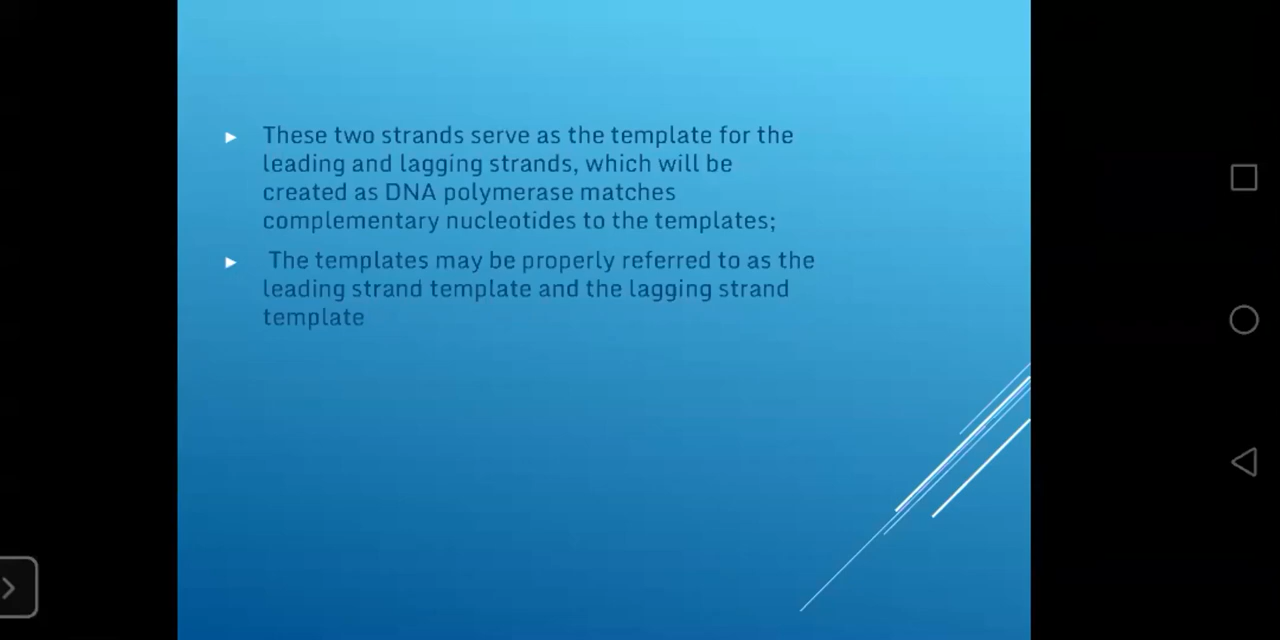 These two strands serve as the template for the
leading and lagging strands, which will be
created as DNA polymerase matches
complementary nucleotides to the templates;
The templates may be properly referred to as the
leading strand template and the lagging strand
template